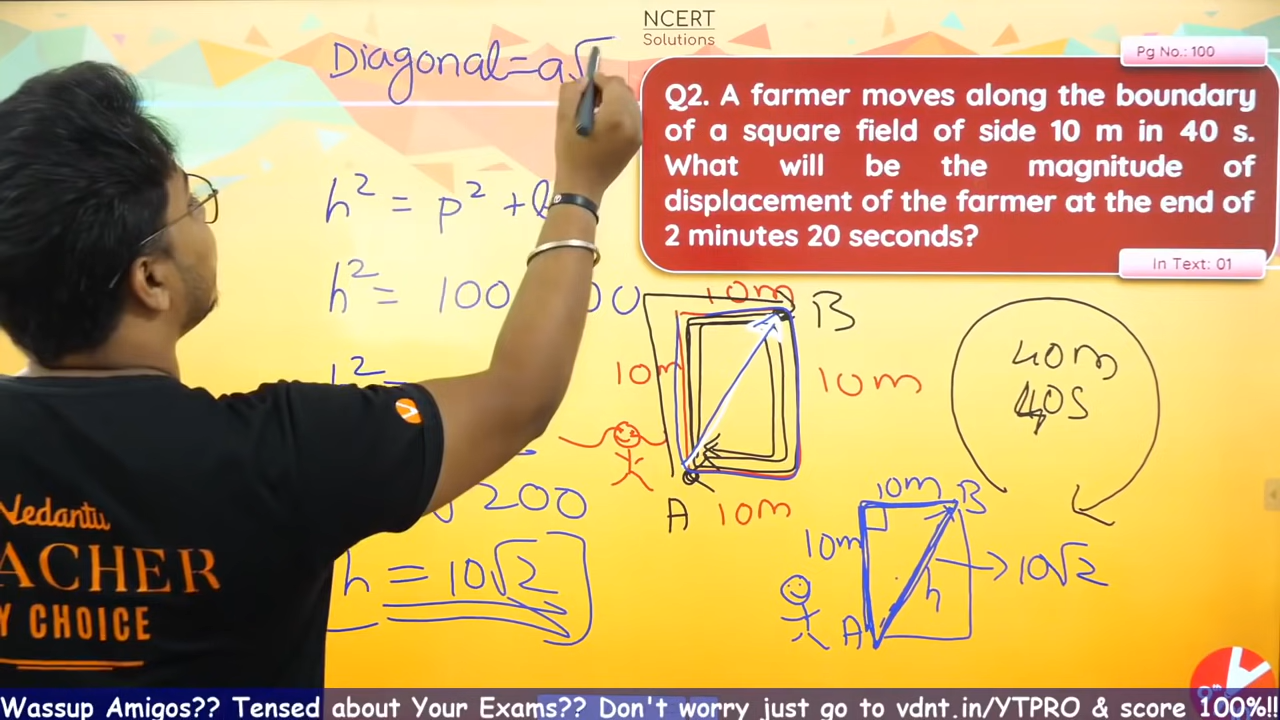 NCERT
Solutions
Pg No.: 100
Diagonal = a√
Q2. A farmer moves along the boundary
of a square field of side 10 m in 40 s.
What will be the magnitude of
displacement of the farmer at the end of
2 minutes 20 seconds?
In Text: 01
h² = p² +
h² = 100
10m
B
10m
10m
40m
40s
A 10m
200
h = 10√2
10m B
10m
h
10√2
A
Vedantu
TEACHER
BY CHOICE
Wassup Amigos?? Tensed about Your Exams?? Don't worry just go to vdnt.in/YTPRO & score 100%!!